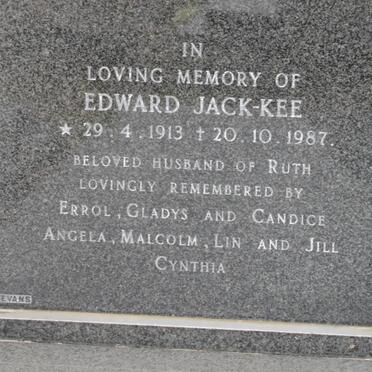 IN
LOVING MEMORY OF
EDWARD JACK-KEE
★ 29.4.1913 † 20.10.1987.
BELOVED HUSBAND OF RUTH
LOVINGLY REMEMBERED BY
ERROL, GLADYS AND CANDICE
ANGELA, MALCOLM, LIN AND JILL
CYNTHIA
EVANS